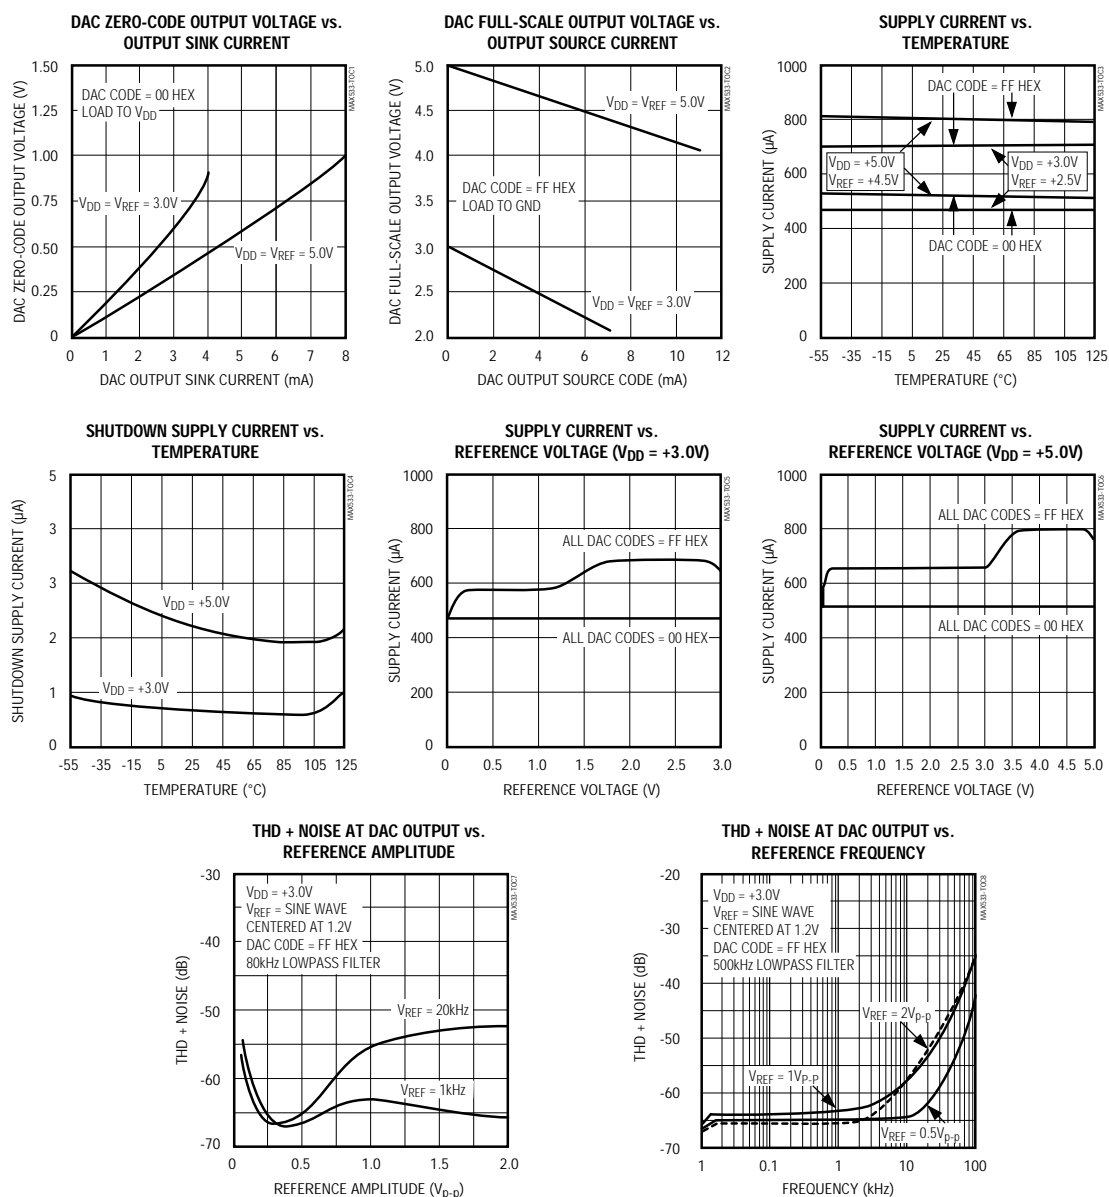 DAC ZERO-CODE OUTPUT VOLTAGE vs.
OUTPUT SINK CURRENT
DAC ZERO-CODE OUTPUT VOLTAGE (V)
1.50
1.25
1.00
0.75
0.50
0.25
0
DAC CODE = 00 HEX
LOAD TO VDD
VDD = VREF = 3.0V
VDD = VREF = 5.0V
MAX533-TOC1
0 1 2 3 4 5 6 7 8
DAC OUTPUT SINK CURRENT (mA)
DAC FULL-SCALE OUTPUT VOLTAGE vs.
OUTPUT SOURCE CURRENT
DAC FULL-SCALE OUTPUT VOLTAGE (V)
5.0
4.5
4.0
3.5
3.0
2.5
2.0
VDD = VREF = 5.0V
DAC CODE = FF HEX
LOAD TO GND
VDD = VREF = 3.0V
MAX533-TOC2
0 2 4 6 8 10 12
DAC OUTPUT SOURCE CODE (mA)
SUPPLY CURRENT vs.
TEMPERATURE
SUPPLY CURRENT (µA)
1000
800
600
400
200
0
DAC CODE = FF HEX
VDD = +5.0V
VREF = +4.5V
VDD = +3.0V
VREF = +2.5V
DAC CODE = 00 HEX
MAX533-TOC3
-55 -35 -15 5 25 45 65 85 105 125
TEMPERATURE (°C)
SHUTDOWN SUPPLY CURRENT vs.
TEMPERATURE
SHUTDOWN SUPPLY CURRENT (µA)
5
3
3
2
1
0
VDD = +5.0V
VDD = +3.0V
MAX533-TOC4
-55 -35 -15 5 25 45 65 85 105 125
TEMPERATURE (°C)
SUPPLY CURRENT vs.
REFERENCE VOLTAGE (VDD = +3.0V)
SUPPLY CURRENT (µA)
1000
800
600
400
200
0
ALL DAC CODES = FF HEX
ALL DAC CODES = 00 HEX
MAX533-TOC5
0 0.5 1.0 1.5 2.0 2.5 3.0
REFERENCE VOLTAGE (V)
SUPPLY CURRENT vs.
REFERENCE VOLTAGE (VDD = +5.0V)
SUPPLY CURRENT (µA)
1000
800
600
400
200
0
ALL DAC CODES = FF HEX
ALL DAC CODES = 00 HEX
MAX533-TOC6
0 0.5 1.0 1.5 2.0 2.5 3.0 3.5 4.0 4.5 5.0
REFERENCE VOLTAGE (V)
THD + NOISE AT DAC OUTPUT vs.
REFERENCE AMPLITUDE
THD + NOISE (dB)
-30
-40
-50
-60
-70
VDD = +3.0V
VREF = SINE WAVE
CENTERED AT 1.2V
DAC CODE = FF HEX
80kHz LOWPASS FILTER
VREF = 20kHz
VREF = 1kHz
MAX533-TOC7
0 0.5 1.0 1.5 2.0
REFERENCE AMPLITUDE (Vp-p)
THD + NOISE AT DAC OUTPUT vs.
REFERENCE FREQUENCY
THD + NOISE (dB)
-20
-30
-40
-50
-60
-70
VDD = +3.0V
VREF = SINE WAVE
CENTERED AT 1.2V
DAC CODE = FF HEX
500kHz LOWPASS FILTER
VREF = 2Vp-p
VREF = 1VP-P
VREF = 0.5Vp-p
MAX533-TOC8
1 0.1 1 10 100
FREQUENCY (kHz)